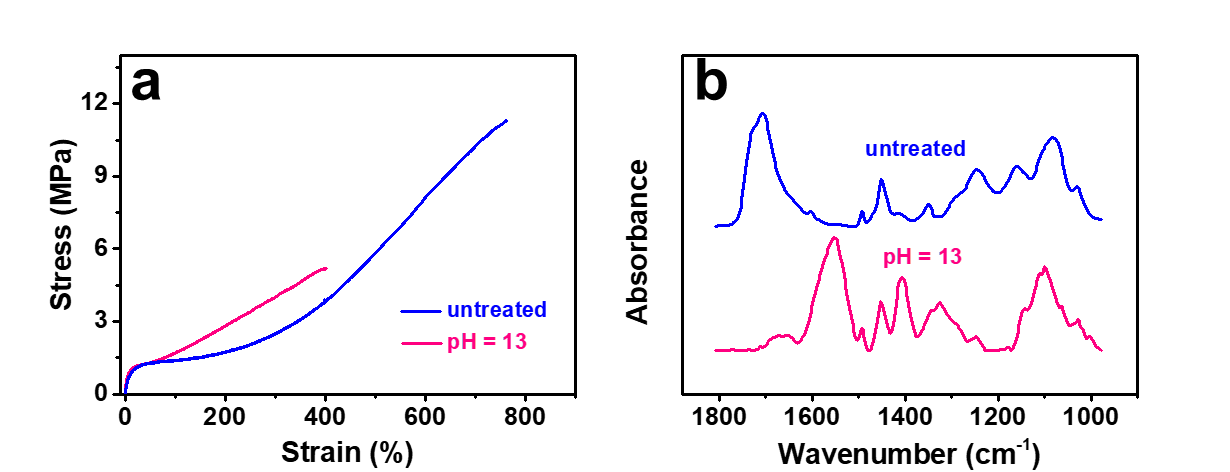 a
12
9
6
3
0
Stress (MPa)
untreated
pH = 13
0 200 400 600 800
Strain (%)
b
untreated
pH = 13
Absorbance
1800 1600 1400 1200 1000
Wavenumber (cm⁻¹)